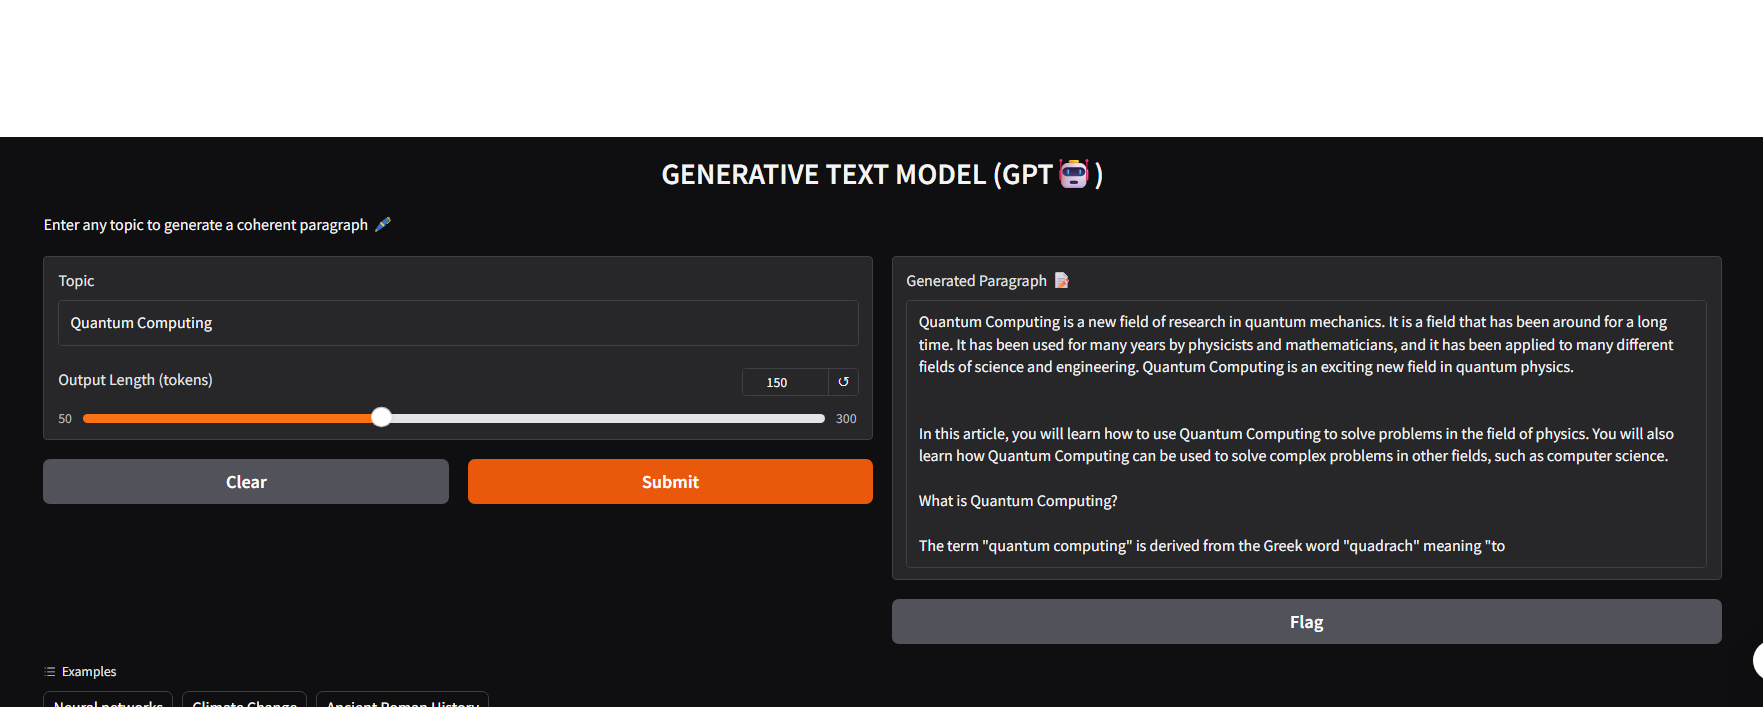 GENERATIVE TEXT MODEL (GPT🤖)
Enter any topic to generate a coherent paragraph 🖋️
Topic
Quantum Computing
Output Length (tokens)
150
↺
50
300
Clear
Submit
Generated Paragraph 📝
Quantum Computing is a new field of research in quantum mechanics. It is a field that has been around for a long
time. It has been used for many years by physicists and mathematicians, and it has been applied to many different
fields of science and engineering. Quantum Computing is an exciting new field in quantum physics.
In this article, you will learn how to use Quantum Computing to solve problems in the field of physics. You will also
learn how Quantum Computing can be used to solve complex problems in other fields, such as computer science.
What is Quantum Computing?
The term "quantum computing" is derived from the Greek word "quadrach" meaning "to
Flag
Examples
Neural networks
Climate Change
Ancient Roman History